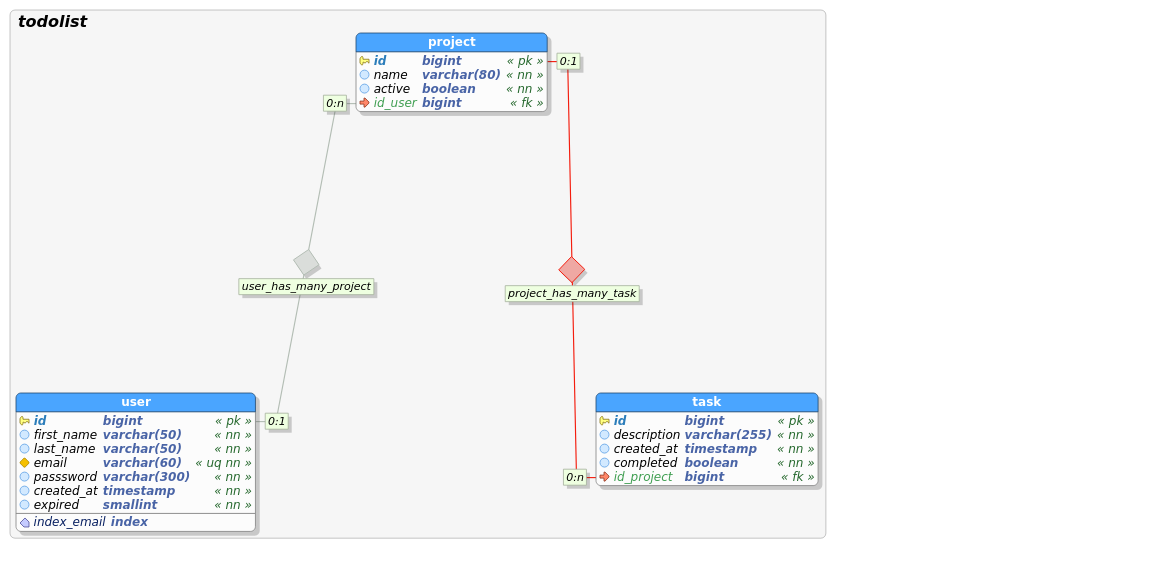 todolist
project
id bigint « pk »
name varchar(80) « nn »
active boolean « nn »
id_user bigint « fk »
0:1
0:n
user_has_many_project
project_has_many_task
user
id bigint « pk »
first_name varchar(50) « nn »
last_name varchar(50) « nn »
email varchar(60) « uq nn »
passsword varchar(300) « nn »
created_at timestamp « nn »
expired smallint « nn »
index_email index
0:1
task
id bigint « pk »
description varchar(255) « nn »
created_at timestamp « nn »
completed boolean « nn »
id_project bigint « fk »
0:n